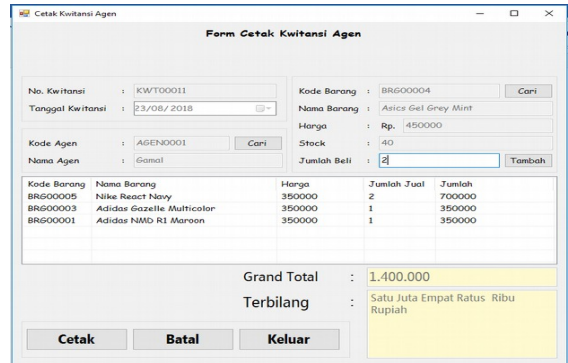 Cetak Kwitansi Agen
Form Cetak Kwitansi Agen
No. Kwitansi : KWT00011
Tanggal Kwitansi : 23/08/2018
Kode Agen : AGEN0001 Cari
Nama Agen : Gamal
Kode Barang : BRG00004 Cari
Nama Barang : Asics Gel Grey Mint
Harga : Rp. 450000
Stock : 40
Jumlah Beli : 2 Tambah
Kode Barang Nama Barang Harga Jumlah Jual Jumlah
BRG00005 Nike React Navy 350000 2 700000
BRG00003 Adidas Gazelle Multicolor 350000 1 350000
BRG00001 Adidas NMD R1 Maroon 350000 1 350000
Grand Total : 1.400.000
Terbilang : Satu Juta Empat Ratus Ribu
Rupiah
Cetak Batal Keluar